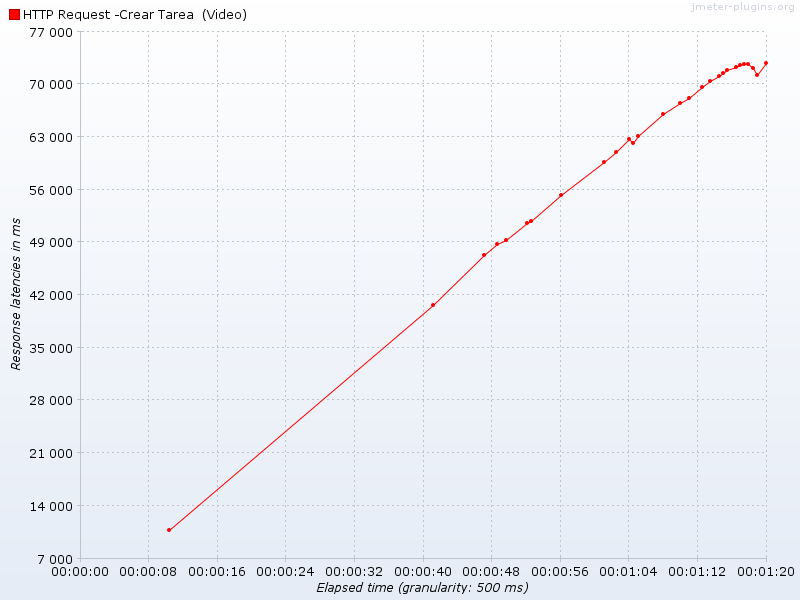 jmeter-plugins.org
HTTP Request -Crear Tarea (Video)
77 000
70 000
63 000
56 000
49 000
42 000
35 000
28 000
21 000
14 000
7 000
Response latencies in ms
00:00:00 00:00:08 00:00:16 00:00:24 00:00:32 00:00:40 00:00:48 00:00:56 00:01:04 00:01:12 00:01:20
Elapsed time (granularity: 500 ms)